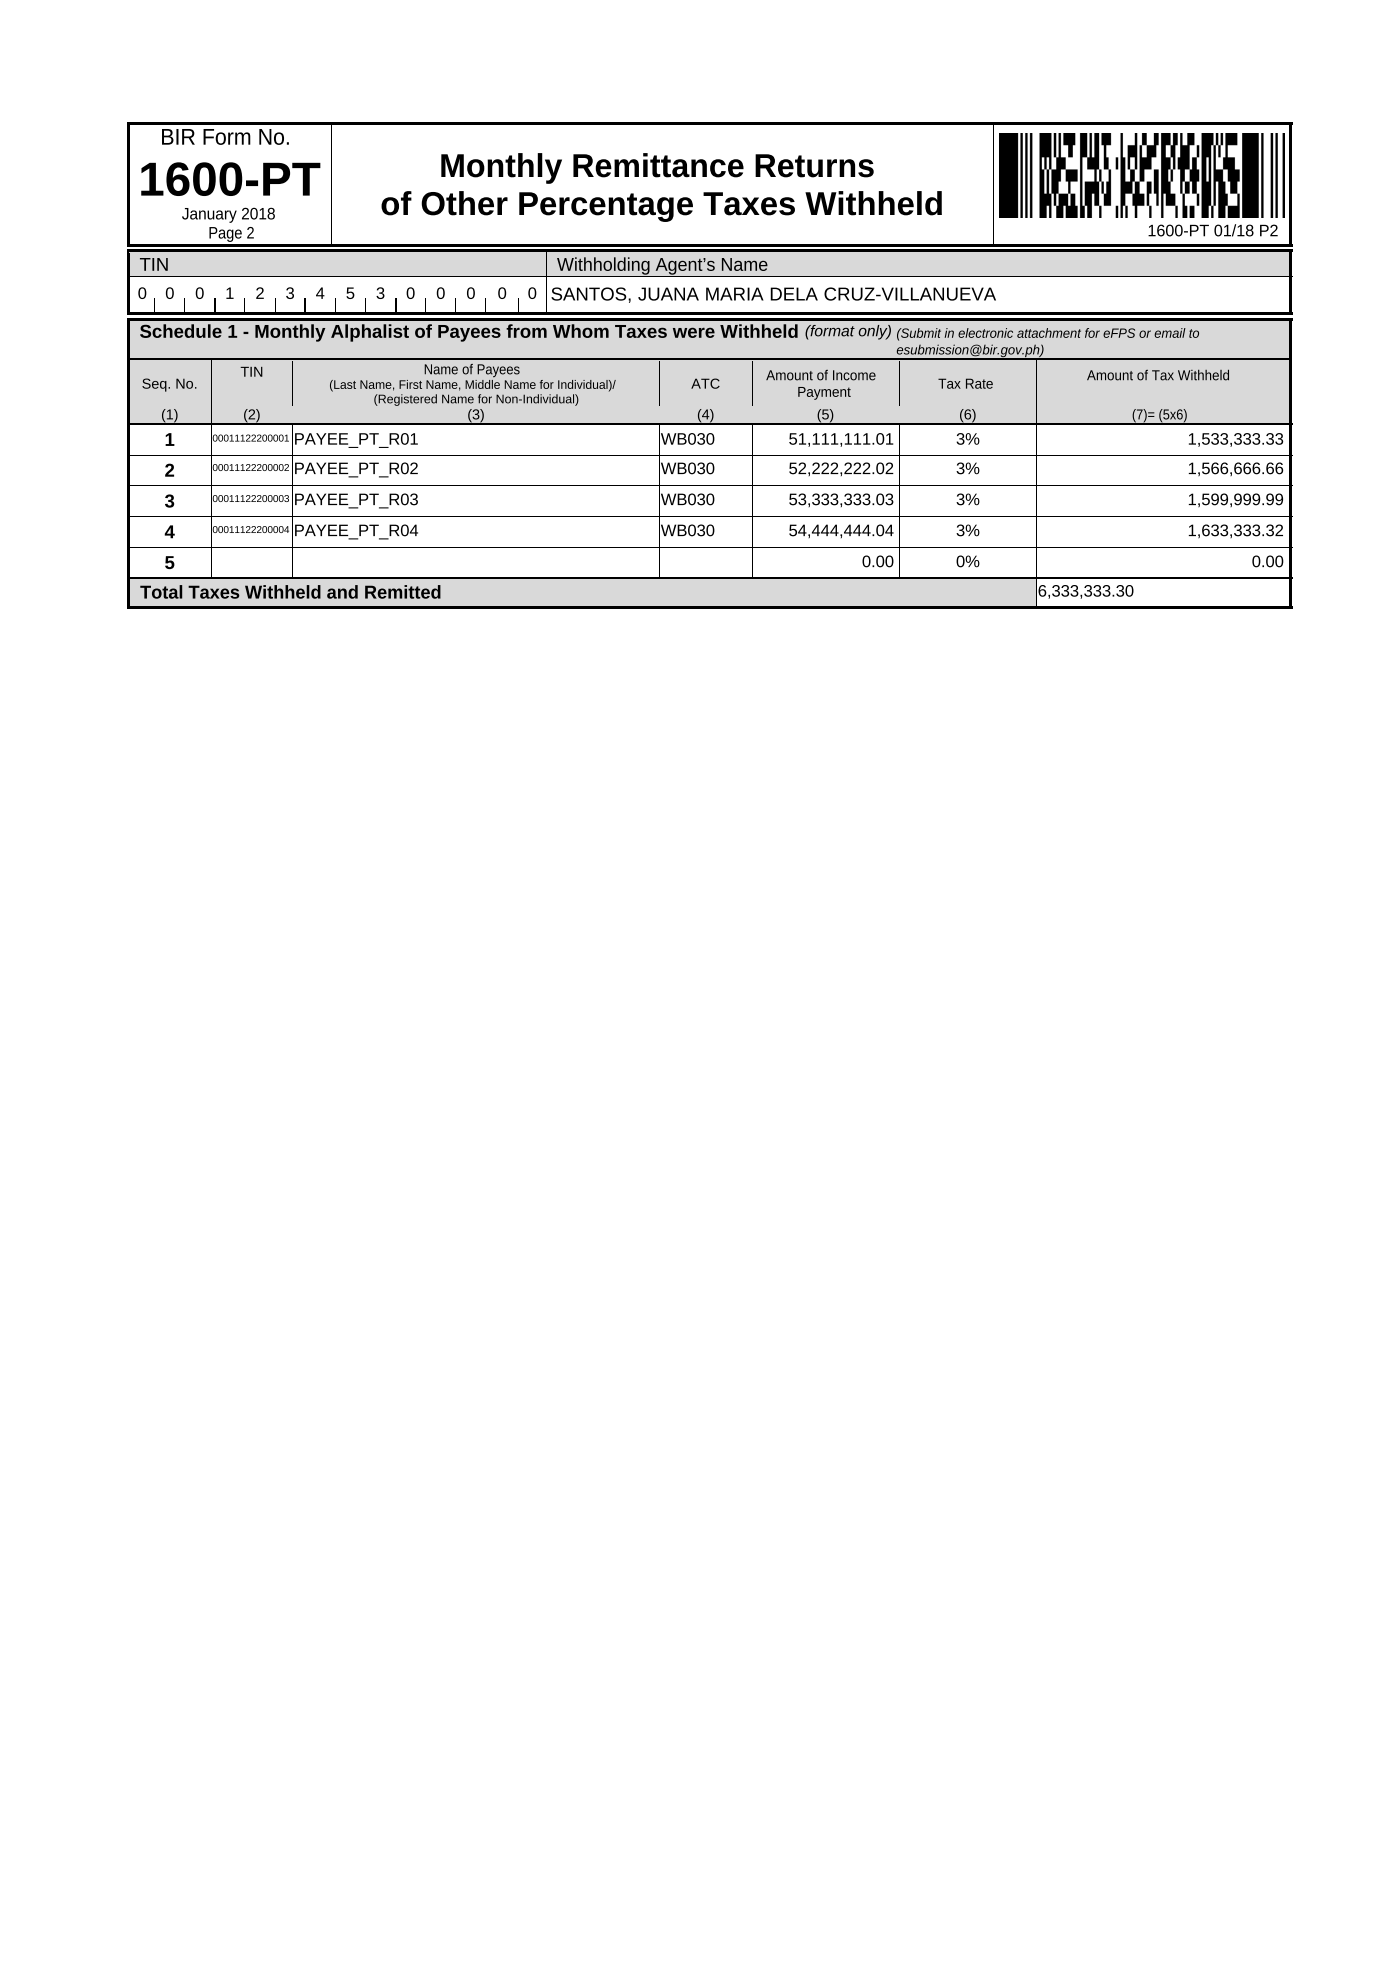 BIR Form No.
1600-PT
January 2018
Page 2
Monthly Remittance Returns
of Other Percentage Taxes Withheld
1600-PT 01/18 P2
TIN Withholding Agent’s Name
0 0 0 1 2 3 4 5 3 0 0 0 0 0 SANTOS, JUANA MARIA DELA CRUZ-VILLANUEVA
Schedule 1 - Monthly Alphalist of Payees from Whom Taxes were Withheld (format only) (Submit in electronic attachment for eFPS or email to
esubmission@bir.gov.ph)
Seq. No.
(1)
TIN
(2)
Name of Payees
(Last Name, First Name, Middle Name for Individual)/
(Registered Name for Non-Individual)
(3)
ATC
(4)
Amount of Income
Payment
(5)
Tax Rate
(6)
Amount of Tax Withheld
(7)= (5x6)
1 00011122200001 PAYEE_PT_R01 WB030 51,111,111.01 3% 1,533,333.33
2 00011122200002 PAYEE_PT_R02 WB030 52,222,222.02 3% 1,566,666.66
3 00011122200003 PAYEE_PT_R03 WB030 53,333,333.03 3% 1,599,999.99
4 00011122200004 PAYEE_PT_R04 WB030 54,444,444.04 3% 1,633,333.32
5 0.00 0% 0.00
Total Taxes Withheld and Remitted 6,333,333.30